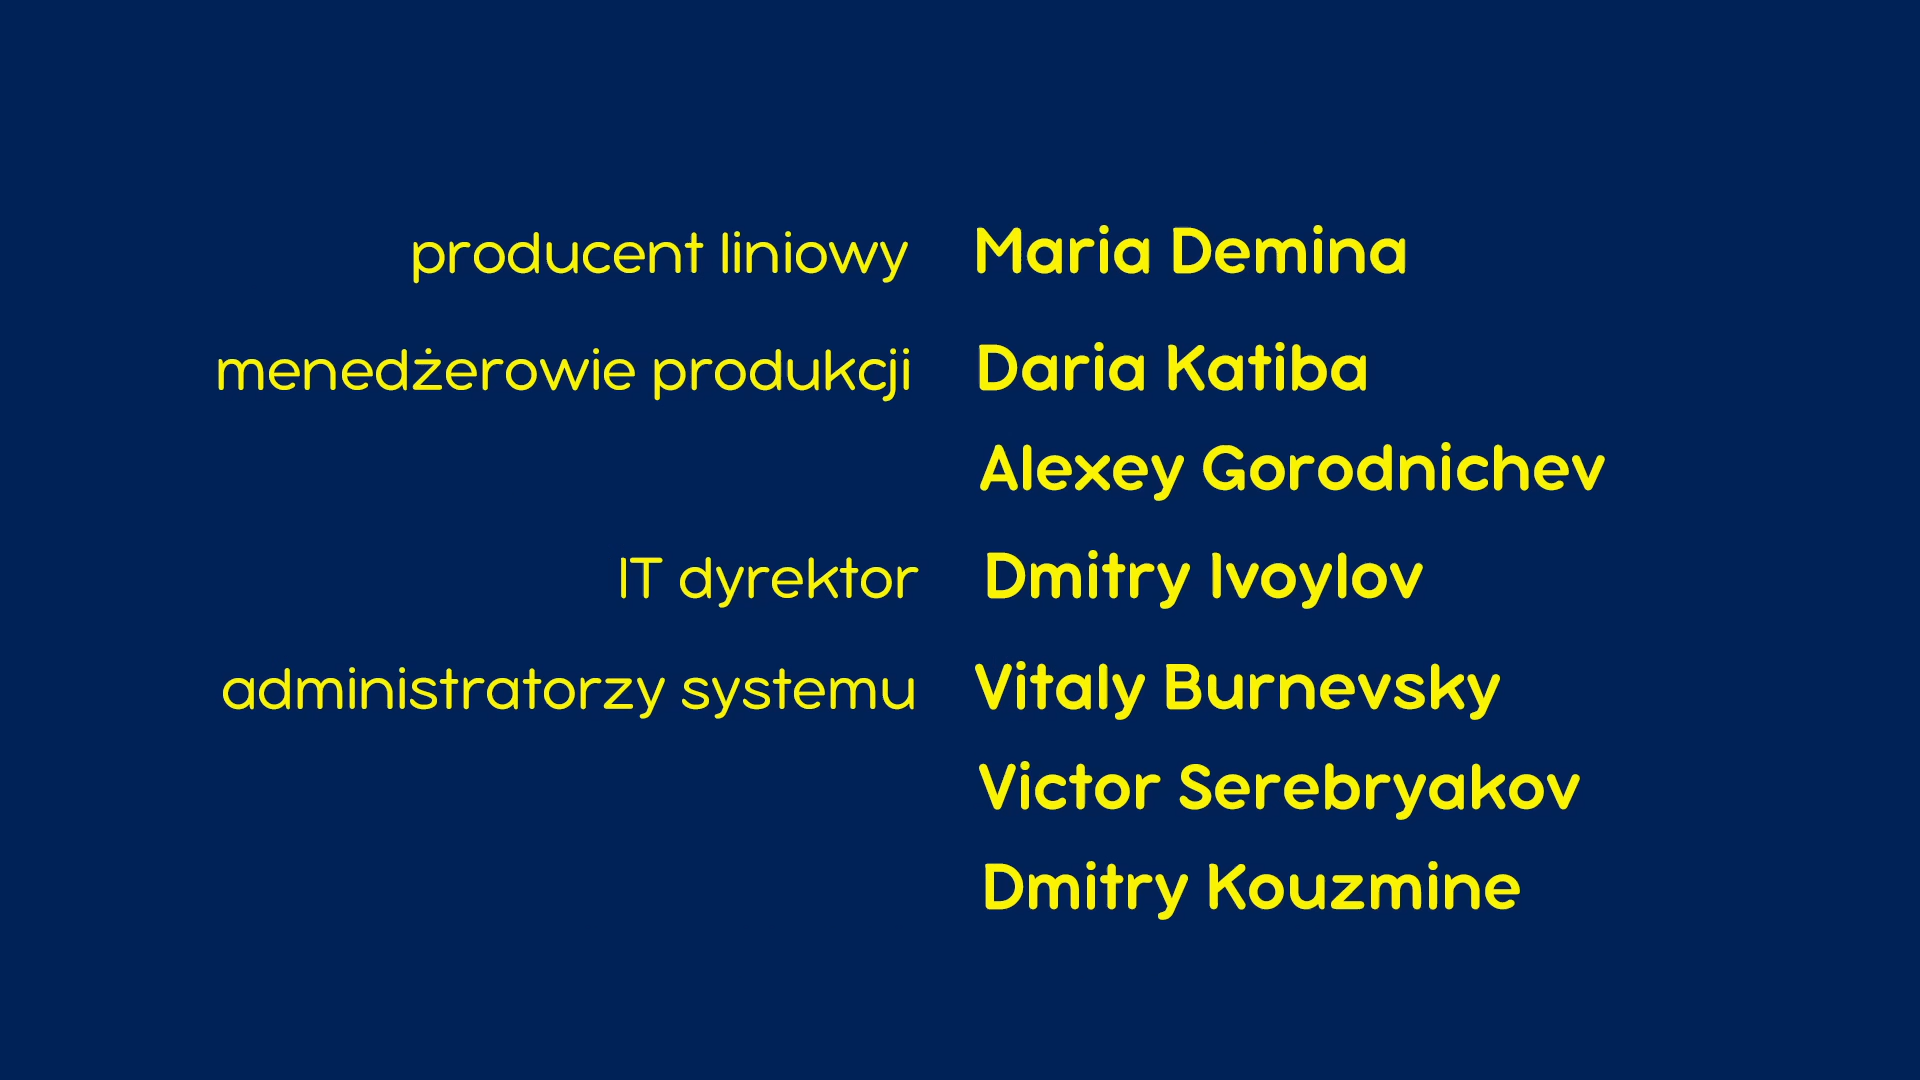 producent liniowy Maria Demina
menedżerowie produkcji Daria Katiba
Alexey Gorodnichev
IT dyrektor Dmitry Ivoylov
administratorzy systemu Vitaly Burnevsky
Victor Serebryakov
Dmitry Kouzmine